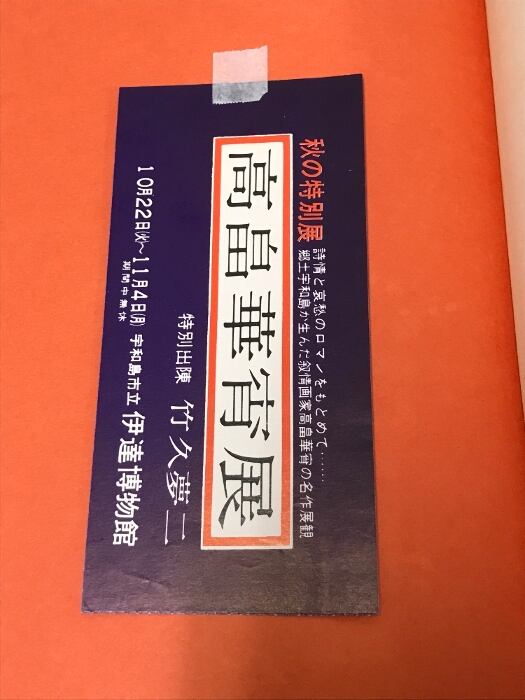 秋の特別展
詩情と哀愁のロマンをもとめて……
郷土宇和島が生んだ叙情画家高畠華宵の名作展観
高畠華宵展
特別出陳 竹久夢二
10月22日(火)～11月4日(月) 宇和島市立 伊達博物館
期間中無休